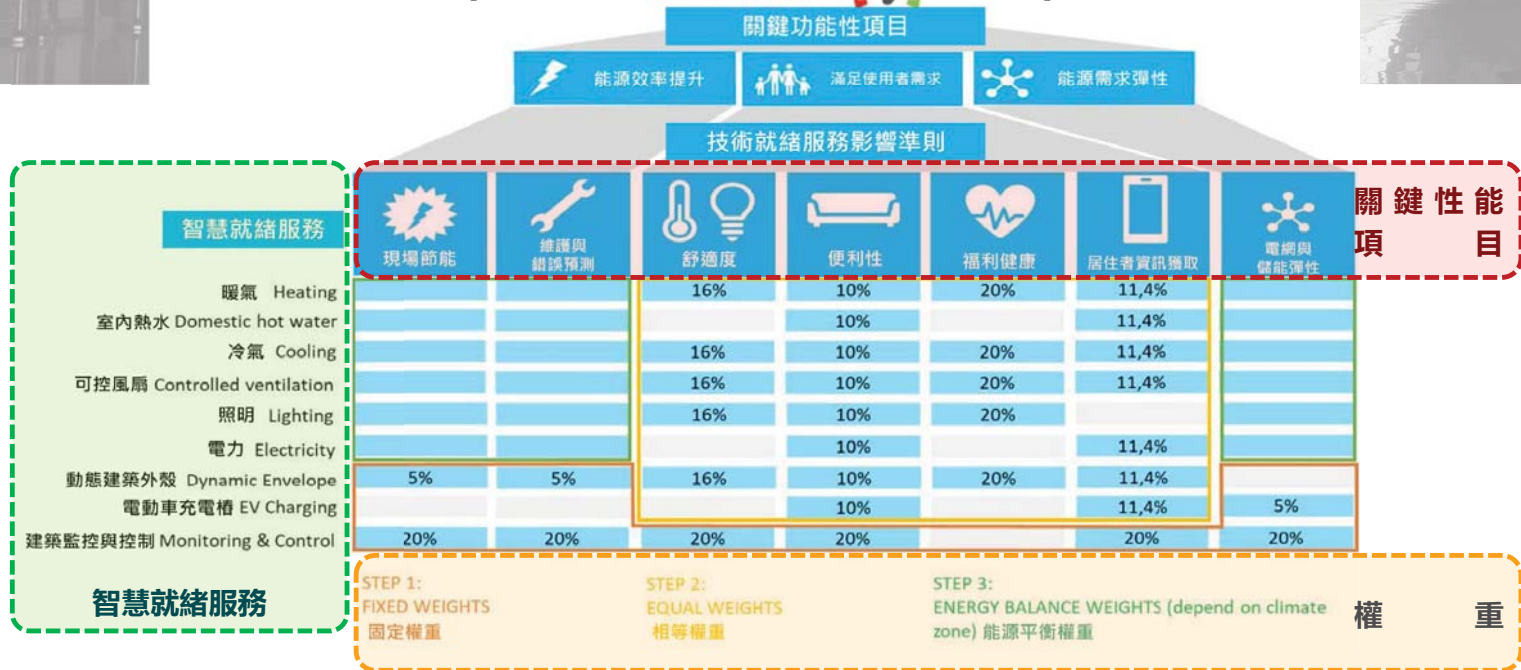 關鍵功能性項目
能源效率提升 滿足使用者需求 能源需求彈性
技術就緒服務影響準則
智慧就緒服務
現場節能
維護與
錯誤預測
舒適度
便利性
福利健康
居住者資訊獲取
電網與
儲能彈性
關鍵性能
項目
暖氣 Heating 16% 10% 20% 11,4%
室內熱水 Domestic hot water 10% 11,4%
冷氣 Cooling 16% 10% 20% 11,4%
可控風扇 Controlled ventilation 16% 10% 20% 11,4%
照明 Lighting 16% 10% 20%
電力 Electricity 10% 11,4%
動態建築外殼 Dynamic Envelope 5% 5% 16% 10% 20% 11,4%
電動車充電樁 EV Charging 10% 11,4% 5%
建築監控與控制 Monitoring & Control 20% 20% 20% 20% 20% 20%
智慧就緒服務
STEP 1:
FIXED WEIGHTS
固定權重
STEP 2:
EQUAL WEIGHTS
相等權重
STEP 3:
ENERGY BALANCE WEIGHTS (depend on climate
zone) 能源平衡權重
權重